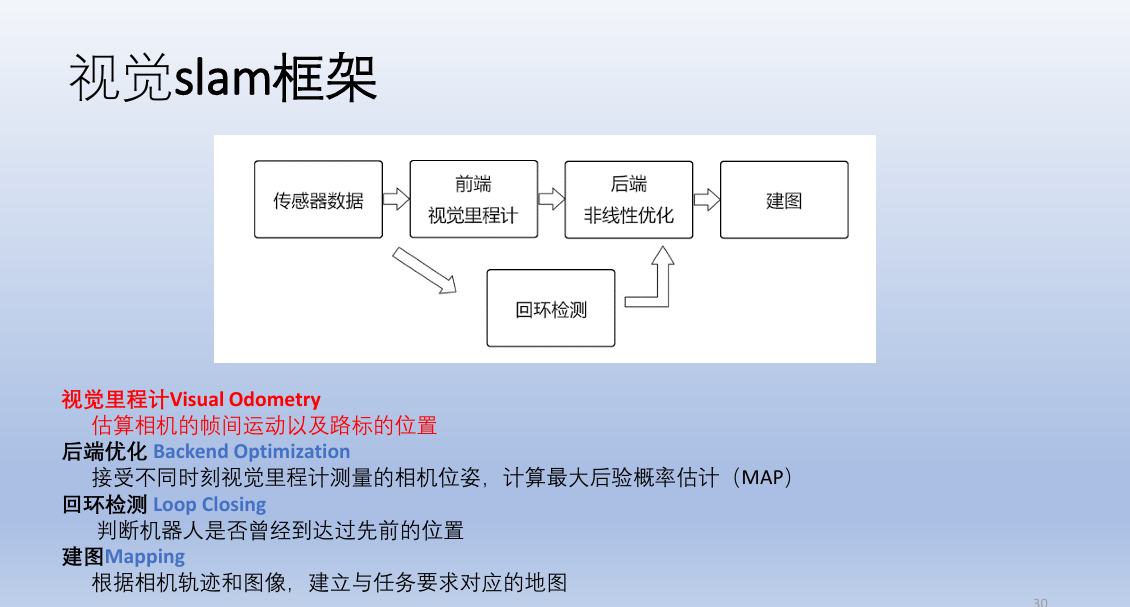 视觉slam框架
传感器数据
前端
视觉里程计
后端
非线性优化
建图
回环检测
视觉里程计Visual Odometry
估算相机的帧间运动以及路标的位置
后端优化 Backend Optimization
接受不同时刻视觉里程计测量的相机位姿，计算最大后验概率估计（MAP）
回环检测 Loop Closing
判断机器人是否曾经到达过先前的位置
建图Mapping
根据相机轨迹和图像，建立与任务要求对应的地图
30